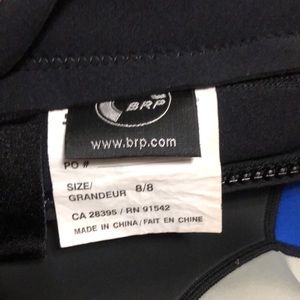 BRP
www.brp.com
PO #
SIZE/
GRANDEUR 8/8
CA 28395 / RN 91542
MADE IN CHINA / FAIT EN CHINE